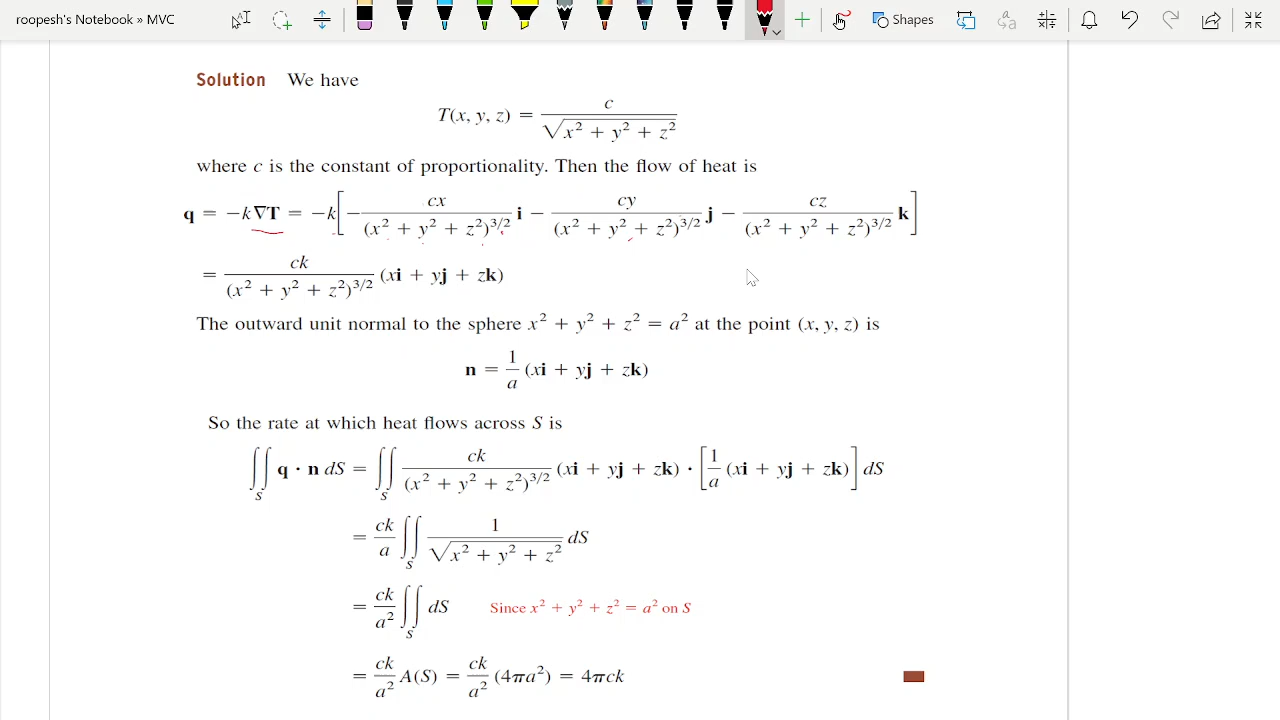 roopesh's Notebook » MVC
Shapes
Solution We have
T(x, y, z) = c / √(x² + y² + z²)
where c is the constant of proportionality. Then the flow of heat is
q = −k∇T = −k[−cx / (x² + y² + z²)^3/2 i − cy / (x² + y² + z²)^3/2 j − cz / (x² + y² + z²)^3/2 k]
= ck / (x² + y² + z²)^3/2 (xi + yj + zk)
The outward unit normal to the sphere x² + y² + z² = a² at the point (x, y, z) is
n = 1/a (xi + yj + zk)
So the rate at which heat flows across S is
∬_S q · n dS = ∬_S ck / (x² + y² + z²)^3/2 (xi + yj + zk) · [1/a (xi + yj + zk)] dS
= ck/a ∬_S 1 / √(x² + y² + z²) dS
= ck/a² ∬_S dS Since x² + y² + z² = a² on S
= ck/a² A(S) = ck/a² (4πa²) = 4πck